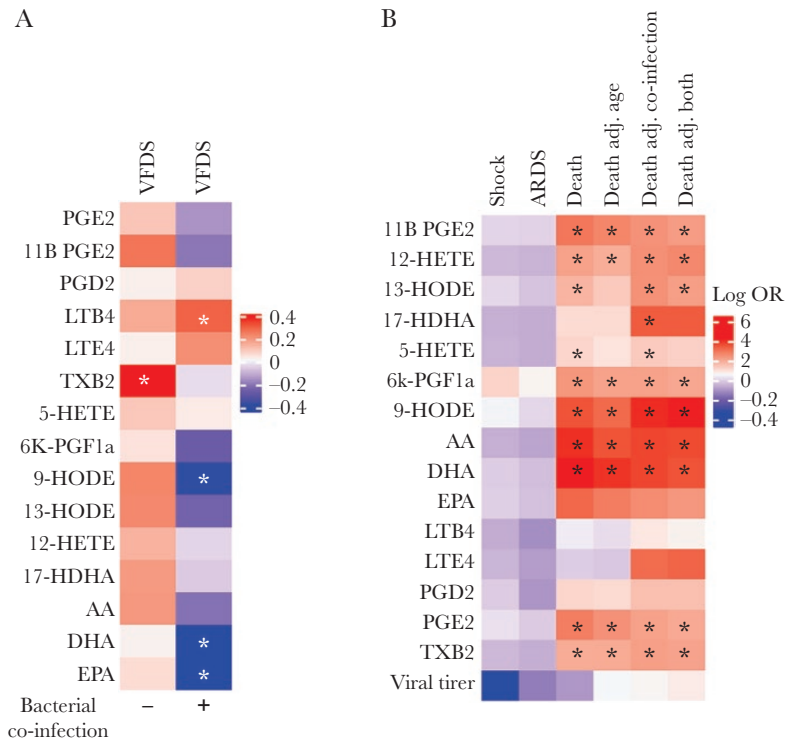 A
VFDS
VFDS
PGE2
11B PGE2
PGD2
LTB4
*
LTE4
TXB2
*
5-HETE
6K-PGF1a
9-HODE
*
13-HODE
12-HETE
17-HDHA
AA
DHA
*
EPA
*
Bacterial
co-infection
– +
0.4
0.2
0
–0.2
–0.4
B
Shock
ARDS
Death
Death adj. age
Death adj. co-infection
Death adj. both
11B PGE2
* * * *
12-HETE
* * * *
13-HODE
* * *
17-HDHA
*
5-HETE
* *
6k-PGF1a
* * * *
9-HODE
* * * *
AA
* * * *
DHA
* * * *
EPA
LTB4
LTE4
PGD2
PGE2
* * * *
TXB2
* * * *
Viral tirer
Log OR
6
4
2
0
–0.2
–0.4